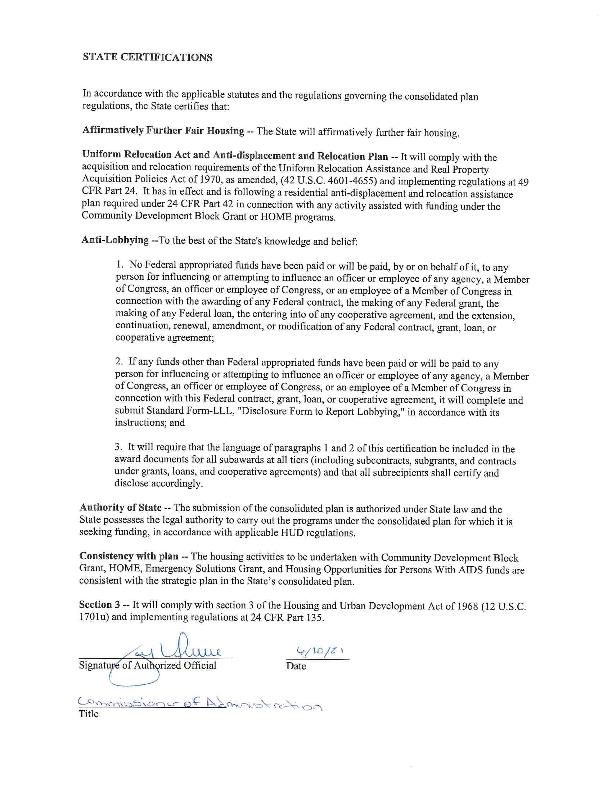 STATE CERTIFICATIONS
In accordance with the applicable statutes and the regulations governing the consolidated plan
regulations, the State certifies that:
Affirmatively Further Fair Housing -- The State will affirmatively further fair housing.
Uniform Relocation Act and Anti-displacement and Relocation Plan -- It will comply with the
acquisition and relocation requirements of the Uniform Relocation Assistance and Real Property
Acquisition Policies Act of 1970, as amended, (42 U.S.C. 4601-4655) and implementing regulations at 49
CFR Part 24. It has in effect and is following a residential anti-displacement and relocation assistance
plan required under 24 CFR Part 42 in connection with any activity assisted with funding under the
Community Development Block Grant or HOME programs.
Anti-Lobbying --To the best of the State's knowledge and belief:
1. No Federal appropriated funds have been paid or will be paid, by or on behalf of it, to any
person for influencing or attempting to influence an officer or employee of any agency, a Member
of Congress, an officer or employee of Congress, or an employee of a Member of Congress in
connection with the awarding of any Federal contract, the making of any Federal grant, the
making of any Federal loan, the entering into of any cooperative agreement, and the extension,
continuation, renewal, amendment, or modification of any Federal contract, grant, loan, or
cooperative agreement;
2. If any funds other than Federal appropriated funds have been paid or will be paid to any
person for influencing or attempting to influence an officer or employee of any agency, a Member
of Congress, an officer or employee of Congress, or an employee of a Member of Congress in
connection with this Federal contract, grant, loan, or cooperative agreement, it will complete and
submit Standard Form-LLL, "Disclosure Form to Report Lobbying," in accordance with its
instructions; and
3. It will require that the language of paragraphs 1 and 2 of this certification be included in the
award documents for all subawards at all tiers (including subcontracts, subgrants, and contracts
under grants, loans, and cooperative agreements) and that all subrecipients shall certify and
disclose accordingly.
Authority of State -- The submission of the consolidated plan is authorized under State law and the
State possesses the legal authority to carry out the programs under the consolidated plan for which it is
seeking funding, in accordance with applicable HUD regulations.
Consistency with plan -- The housing activities to be undertaken with Community Development Block
Grant, HOME, Emergency Solutions Grant, and Housing Opportunities for Persons With AIDS funds are
consistent with the strategic plan in the State's consolidated plan.
Section 3 -- It will comply with section 3 of the Housing and Urban Development Act of 1968 (12 U.S.C.
1701u) and implementing regulations at 24 CFR Part 135.
Signature of Authorized Official Date
Commissioner of Administration
Title